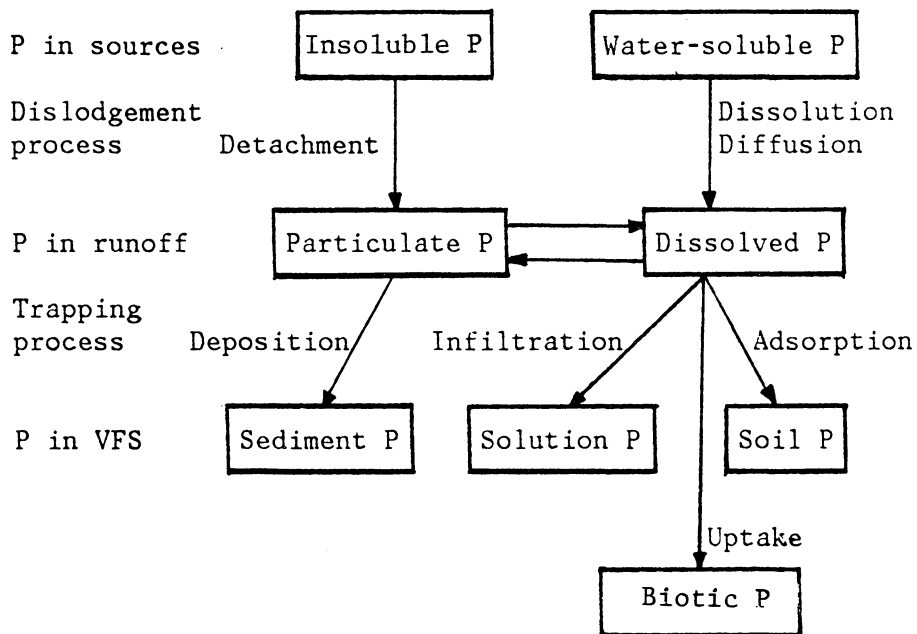 P in sources
Insoluble P
Water-soluble P
Dislodgement
process
Detachment
Dissolution
Diffusion
P in runoff
Particulate P
Dissolved P
Trapping
process
Deposition
Infiltration
Adsorption
P in VFS
Sediment P
Solution P
Soil P
Uptake
Biotic P